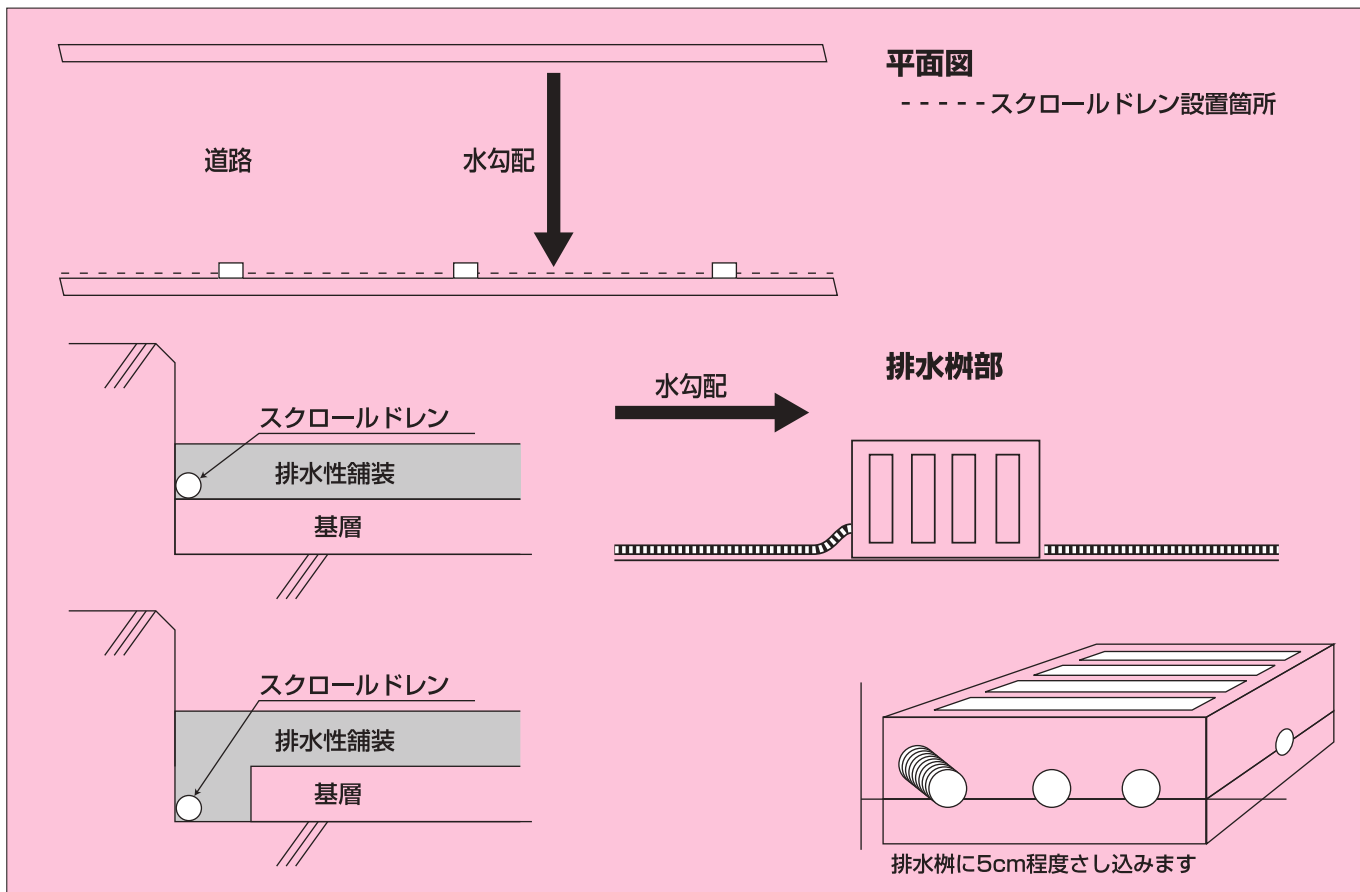 平面図
-----スクロールドレン設置箇所
道路
水勾配
排水桝部
水勾配
スクロールドレン
排水性舗装
基層
スクロールドレン
排水性舗装
基層
排水桝に5cm程度さし込みます